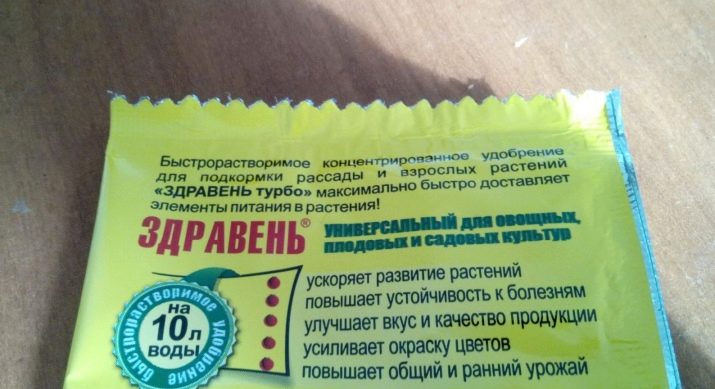 Быстрорастворимое концентрированное удобрение
для подкормки рассады и взрослых растений
«ЗДРАВЕНЬ турбо» максимально быстро доставляет
элементы питания в растения!
ЗДРАВЕНЬ®
УНИВЕРСАЛЬНЫЙ для овощных,
плодовых и садовых культур
ускоряет развитие растений
повышает устойчивость к болезням
улучшает вкус и качество продукции
усиливает окраску цветов
повышает общий и ранний урожай
быстрорастворимое удобрение
на
10 л
воды